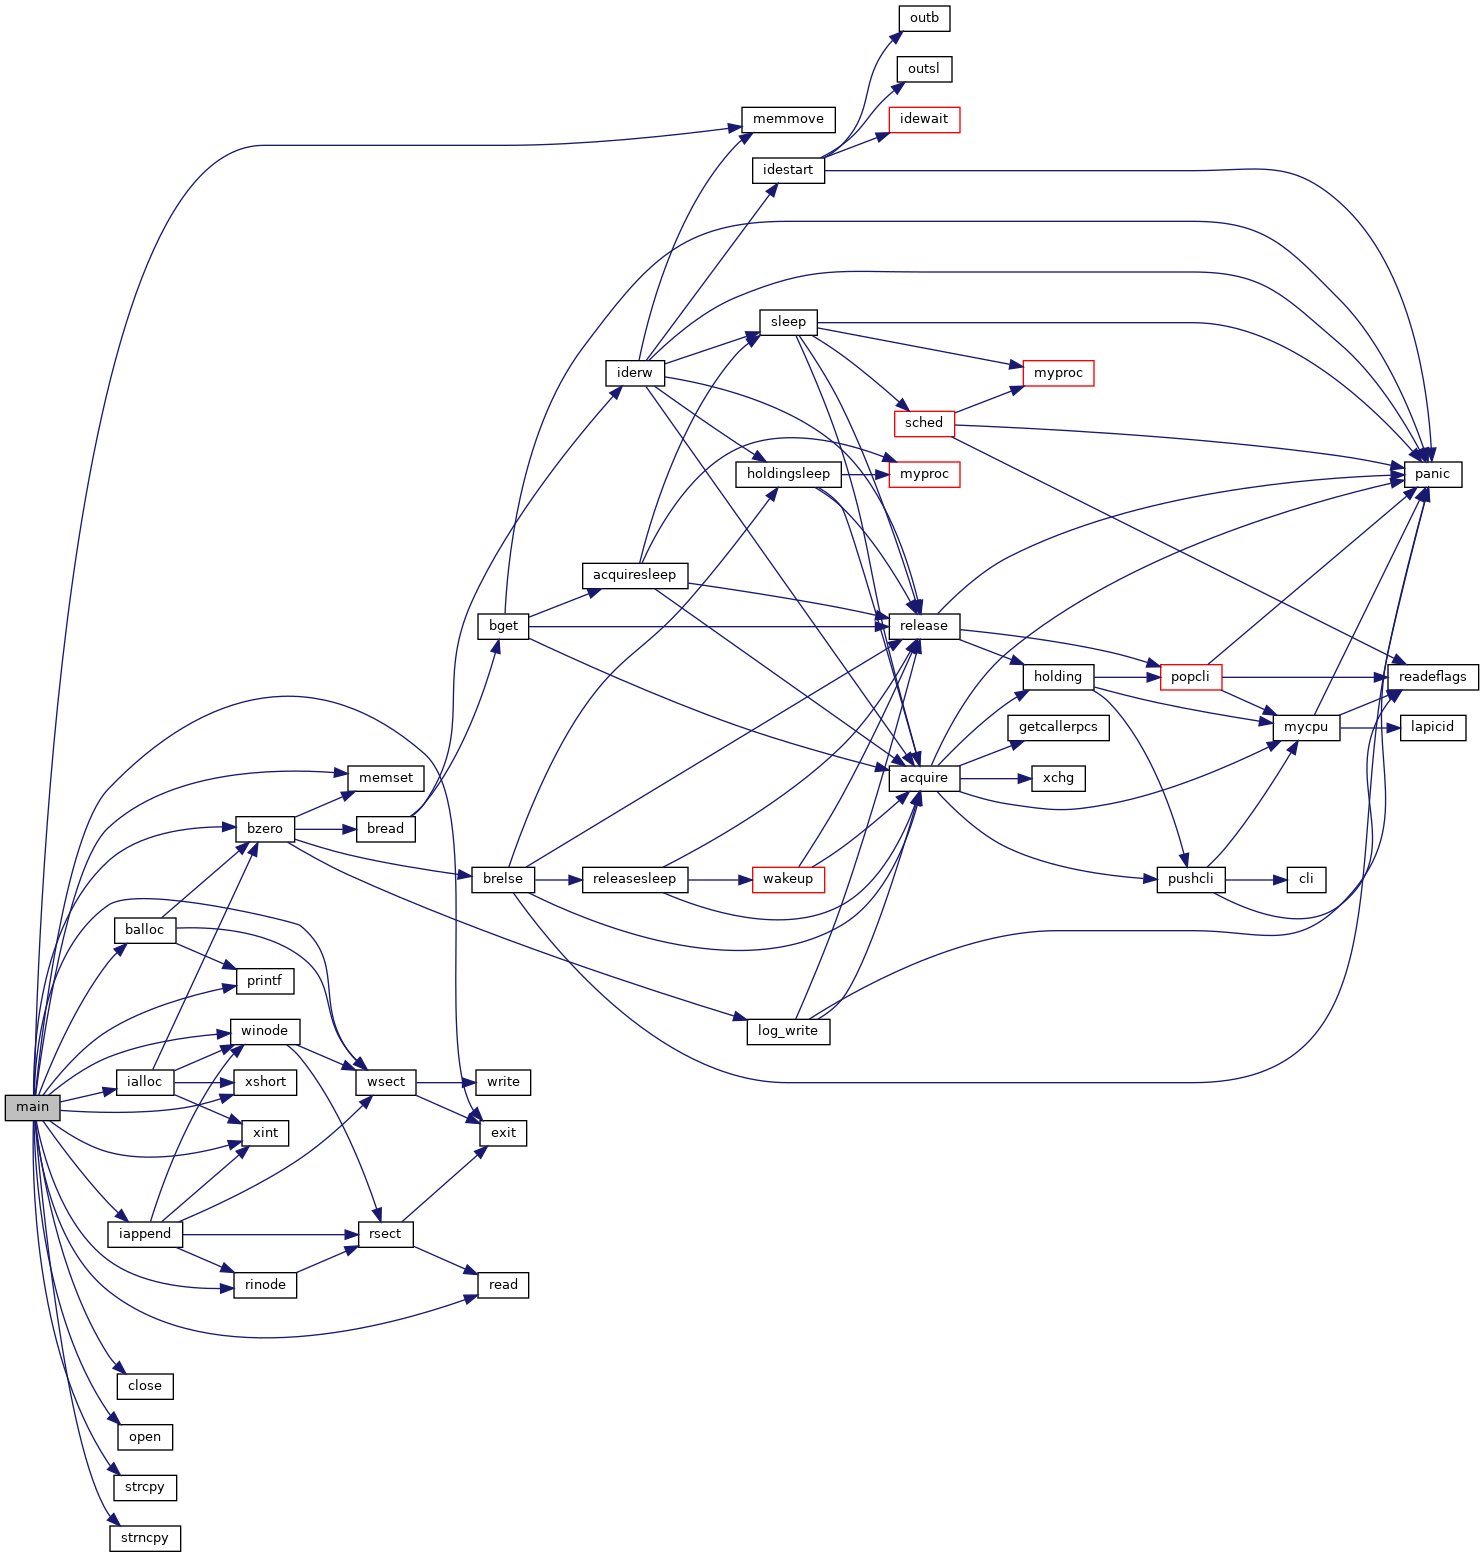 outb
outsl
memmove
idewait
idestart
sleep
iderw
myproc
sched
holdingsleep
myproc
panic
acquiresleep
bget
release
holding
popcli
readeflags
getcallerpcs
mycpu
lapicid
memset
acquire
xchg
bzero
bread
brelse
releasesleep
wakeup
pushcli
cli
balloc
printf
winode
log_write
ialloc
xshort
wsect
write
main
xint
exit
iappend
rsect
rinode
read
close
open
strcpy
strncpy